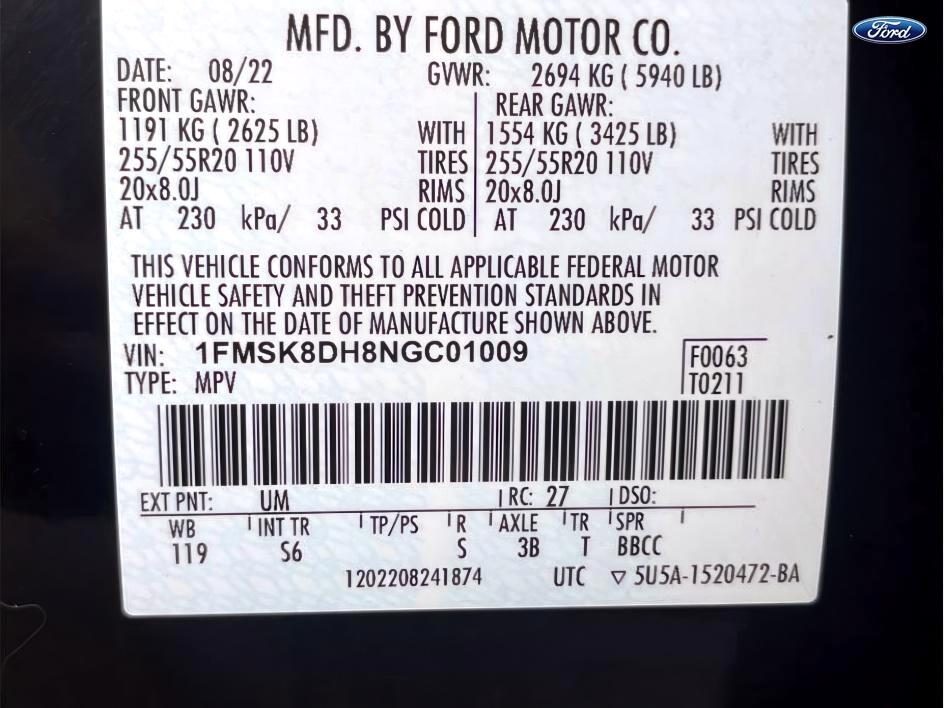 Ford
MFD. BY FORD MOTOR CO.
DATE: 08/22 GVWR: 2694 KG ( 5940 LB)
FRONT GAWR: REAR GAWR:
1191 KG ( 2625 LB) WITH 1554 KG ( 3425 LB) WITH
255/55R20 110V TIRES 255/55R20 110V TIRES
20x8.0J RIMS 20x8.0J RIMS
AT 230 kPa/ 33 PSI COLD AT 230 kPa/ 33 PSI COLD
THIS VEHICLE CONFORMS TO ALL APPLICABLE FEDERAL MOTOR
VEHICLE SAFETY AND THEFT PREVENTION STANDARDS IN
EFFECT ON THE DATE OF MANUFACTURE SHOWN ABOVE.
VIN: 1FMSK8DH8NGC01009 F0063
TYPE: MPV T0211
EXT PNT: UM RC: 27 DSO:
WB INT TR TP/PS R AXLE TR SPR
119 S6 S 3B T BBCC
1202208241874 UTC ▽ 5U5A-1520472-BA